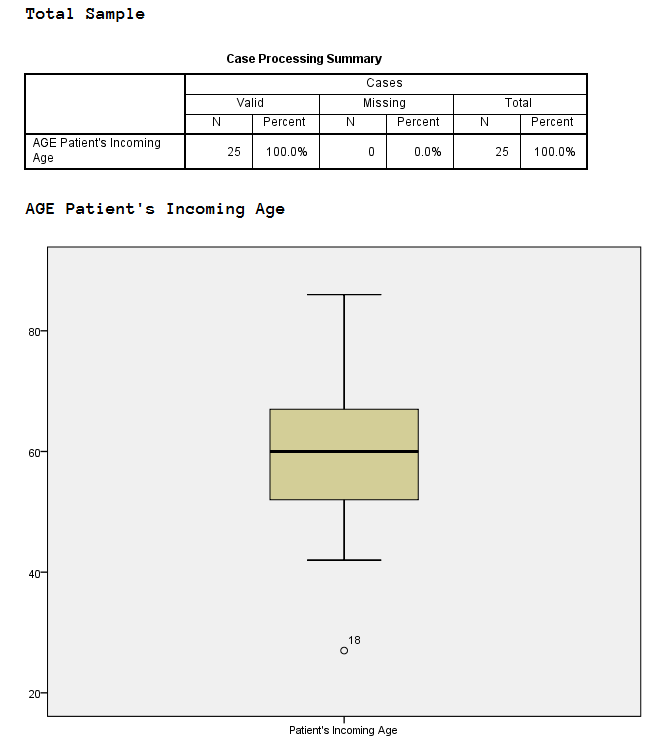 Total Sample
Case Processing Summary
Cases
Valid Missing Total
N Percent N Percent N Percent
AGE Patient's Incoming
Age
25 100.0% 0 0.0% 25 100.0%
AGE Patient's Incoming Age
80
60
40
18
20
Patient's Incoming Age